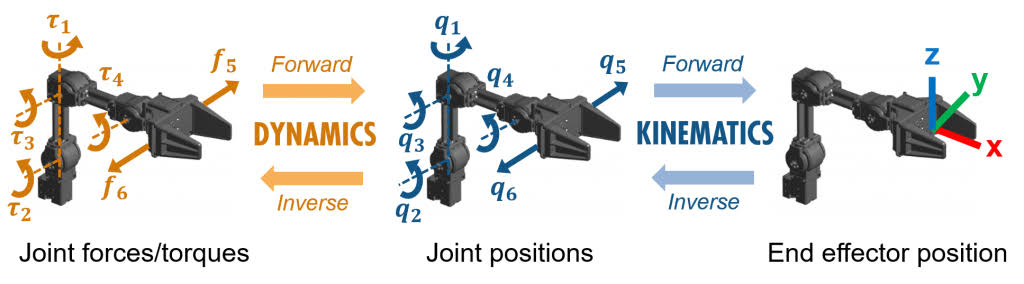 τ1
τ4
f5
τ3
τ2
f6
Forward
DYNAMICS
Inverse
q1
q4
q5
q3
q2
q6
Forward
KINEMATICS
Inverse
z
y
x
Joint forces/torques
Joint positions
End effector position